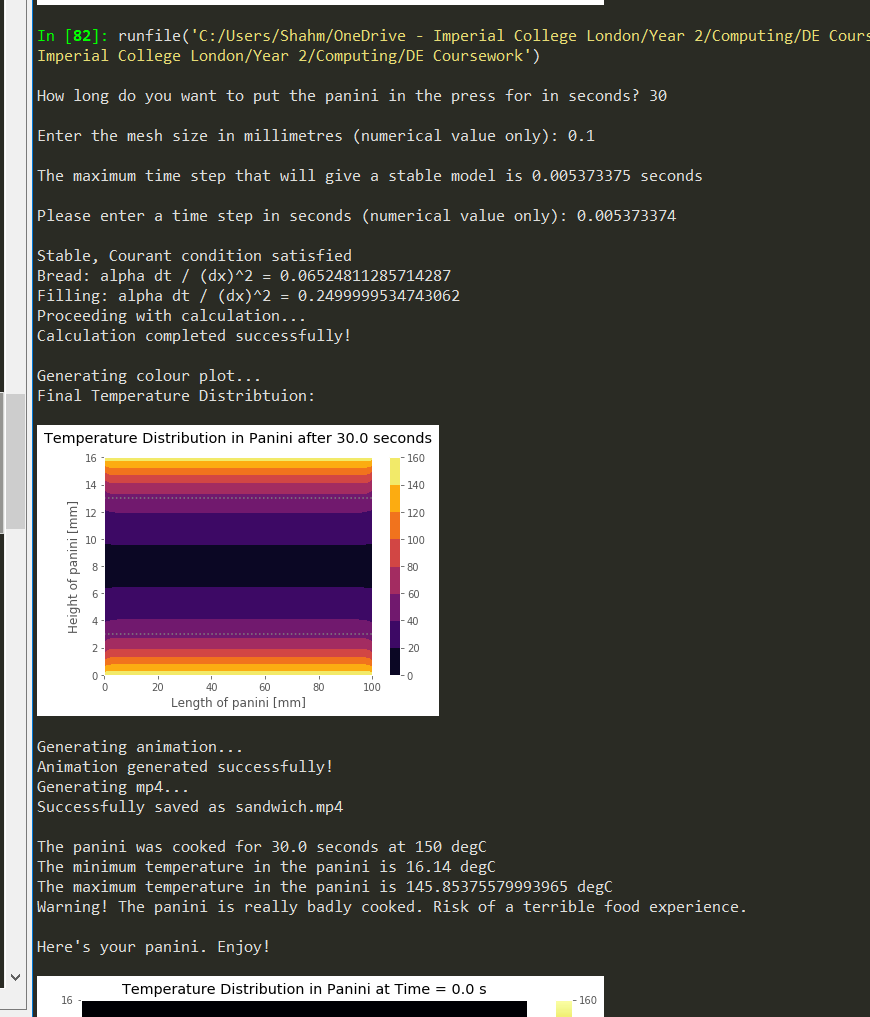 In [82]: runfile('C:/Users/Shahm/OneDrive - Imperial College London/Year 2/Computing/DE Cours
Imperial College London/Year 2/Computing/DE Coursework')
How long do you want to put the panini in the press for in seconds? 30
Enter the mesh size in millimetres (numerical value only): 0.1
The maximum time step that will give a stable model is 0.005373375 seconds
Please enter a time step in seconds (numerical value only): 0.005373374
Stable, Courant condition satisfied
Bread: alpha dt / (dx)^2 = 0.06524811285714287
Filling: alpha dt / (dx)^2 = 0.2499999534743062
Proceeding with calculation...
Calculation completed successfully!
Generating colour plot...
Final Temperature Distribtuion:
Temperature Distribution in Panini after 30.0 seconds
16
14
12
10
8
6
4
2
0
Height of panini [mm]
0 20 40 60 80 100
Length of panini [mm]
160
140
120
100
80
60
40
20
0
Generating animation...
Animation generated successfully!
Generating mp4...
Successfully saved as sandwich.mp4
The panini was cooked for 30.0 seconds at 150 degC
The minimum temperature in the panini is 16.14 degC
The maximum temperature in the panini is 145.85375579993965 degC
Warning! The panini is really badly cooked. Risk of a terrible food experience.
Here's your panini. Enjoy!
Temperature Distribution in Panini at Time = 0.0 s
16
160